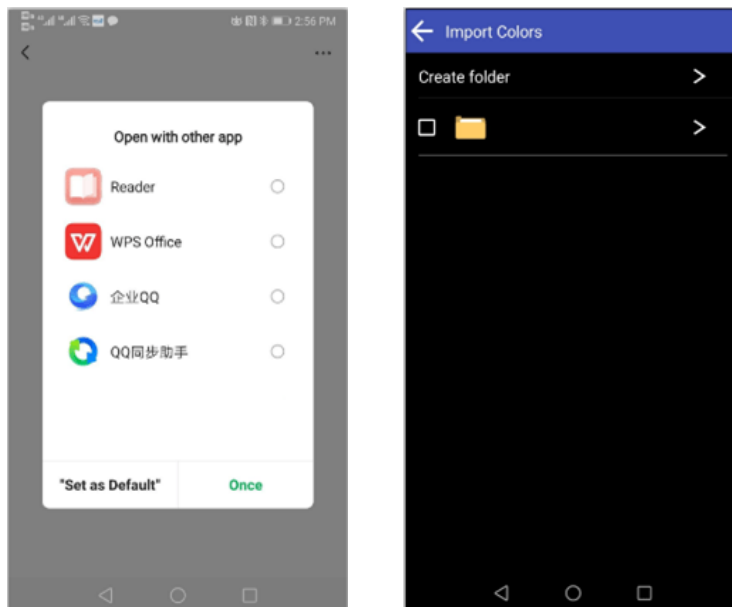 2:56 PM
Open with other app
Reader
WPS Office
企业QQ
QQ同步助手
"Set as Default"
Once
Import Colors
Create folder